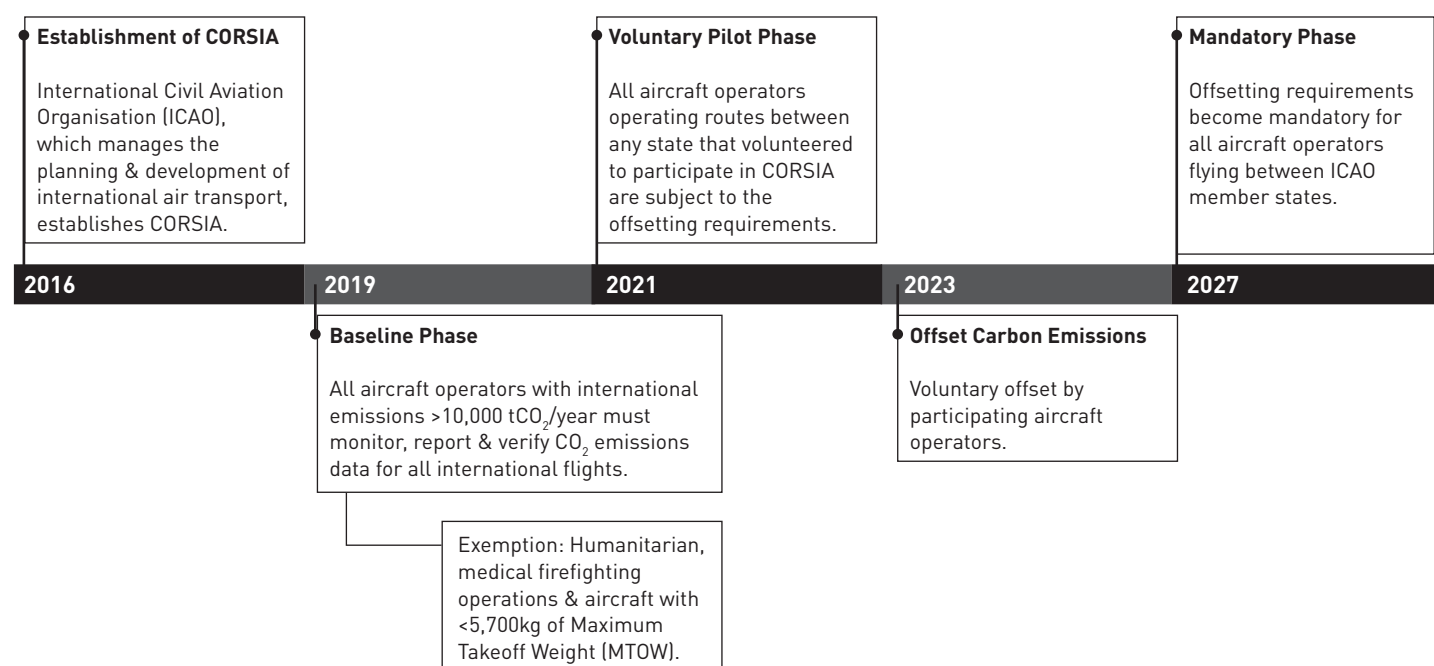 Establishment of CORSIA
International Civil Aviation
Organisation (ICAO),
which manages the
planning & development of
international air transport,
establishes CORSIA.
Voluntary Pilot Phase
All aircraft operators
operating routes between
any state that volunteered
to participate in CORSIA
are subject to the
offsetting requirements.
Mandatory Phase
Offsetting requirements
become mandatory for
all aircraft operators
flying between ICAO
member states.
2016
2019
2021
2023
2027
Baseline Phase
All aircraft operators with international
emissions >10,000 tCO₂/year must
monitor, report & verify CO₂ emissions
data for all international flights.
Offset Carbon Emissions
Voluntary offset by
participating aircraft
operators.
Exemption: Humanitarian,
medical firefighting
operations & aircraft with
<5,700kg of Maximum
Takeoff Weight (MTOW).